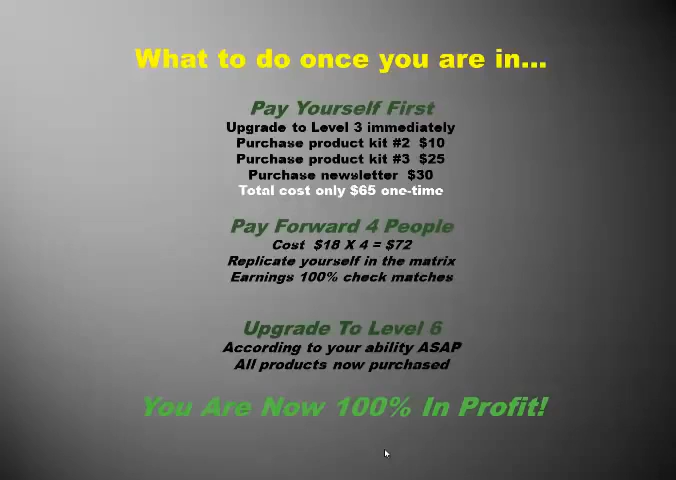 What to do once you are in...
Pay Yourself First
Upgrade to Level 3 immediately
Purchase product kit #2 $10
Purchase product kit #3 $25
Purchase newsletter $30
Total cost only $65 one-time
Pay Forward 4 People
Cost $18 X 4 = $72
Replicate yourself in the matrix
Earnings 100% check matches
Upgrade To Level 6
According to your ability ASAP
All products now purchased
You Are Now 100% In Profit!